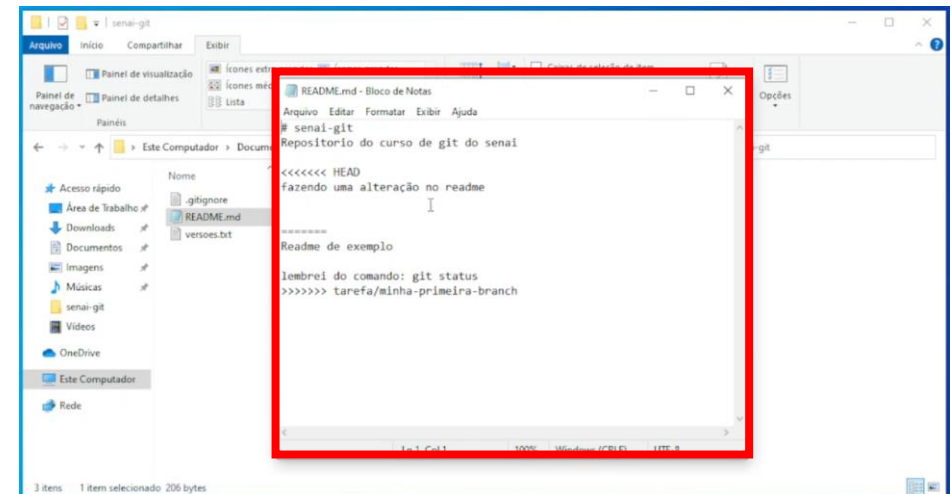 senai-git
Arquivo Início Compartilhar Exibir
Painel de navegação
Painel de visualização
Painel de detalhes
Painéis
Ícones
Lista
Opções
Este Computador
Nome
Acesso rápido
Área de Trabalho
Downloads
Documentos
Imagens
Músicas
senai-git
Vídeos
OneDrive
Este Computador
Rede
.gitignore
README.md
versoes.txt
README.md - Bloco de Notas
Arquivo Editar Formatar Exibir Ajuda
# senai-git
Repositorio do curso de git do senai
<<<<<<< HEAD
fazendo uma alteração no readme
=======
Readme de exemplo
lembrei do comando: git status
>>>>>>> tarefa/minha-primeira-branch
100%
3 itens 1 item selecionado 206 bytes